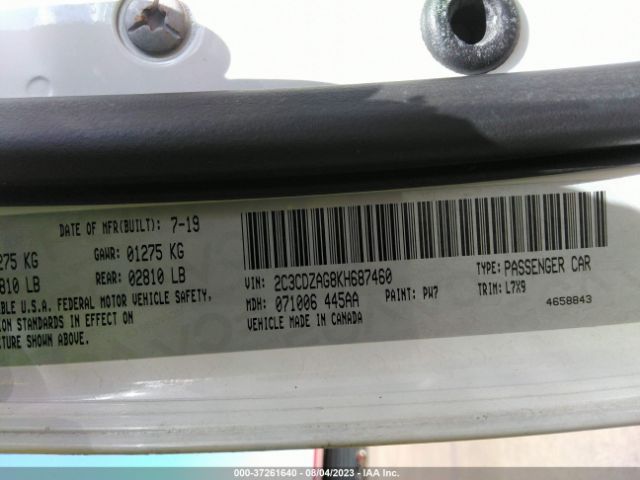 DATE OF MFR(BUILT): 7-19
275 KG GAWR: 01275 KG
810 LB REAR: 02810 LB
BLE U.S.A. FEDERAL MOTOR VEHICLE SAFETY,
ION STANDARDS IN EFFECT ON
CTURE SHOWN ABOVE.
VIN: 2C3CDZAG8KH687460 TYPE: PASSENGER CAR
MDH: 071006 445AA PAINT: PW7 TRIM: L7X9
VEHICLE MADE IN CANADA 4658843
000-37261640 - 08/04/2023 - IAA Inc.